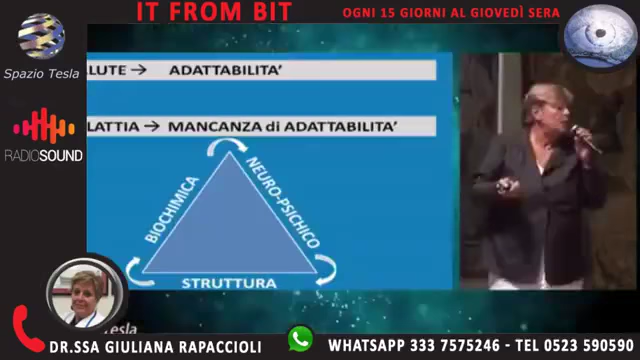 IT FROM BIT
OGNI 15 GIORNI AL GIOVEDÌ SERA
Spazio Tesla
RADIOSOUND
ALUTE → ADATTABILITA'
LATTIA → MANCANZA di ADATTABILITA'
BIOCHIMICA
NEURO-PSICHICO
STRUTTURA
Tesla
DR.SSA GIULIANA RAPACCIOLI
WHATSAPP 333 7575246 - TEL 0523 590590